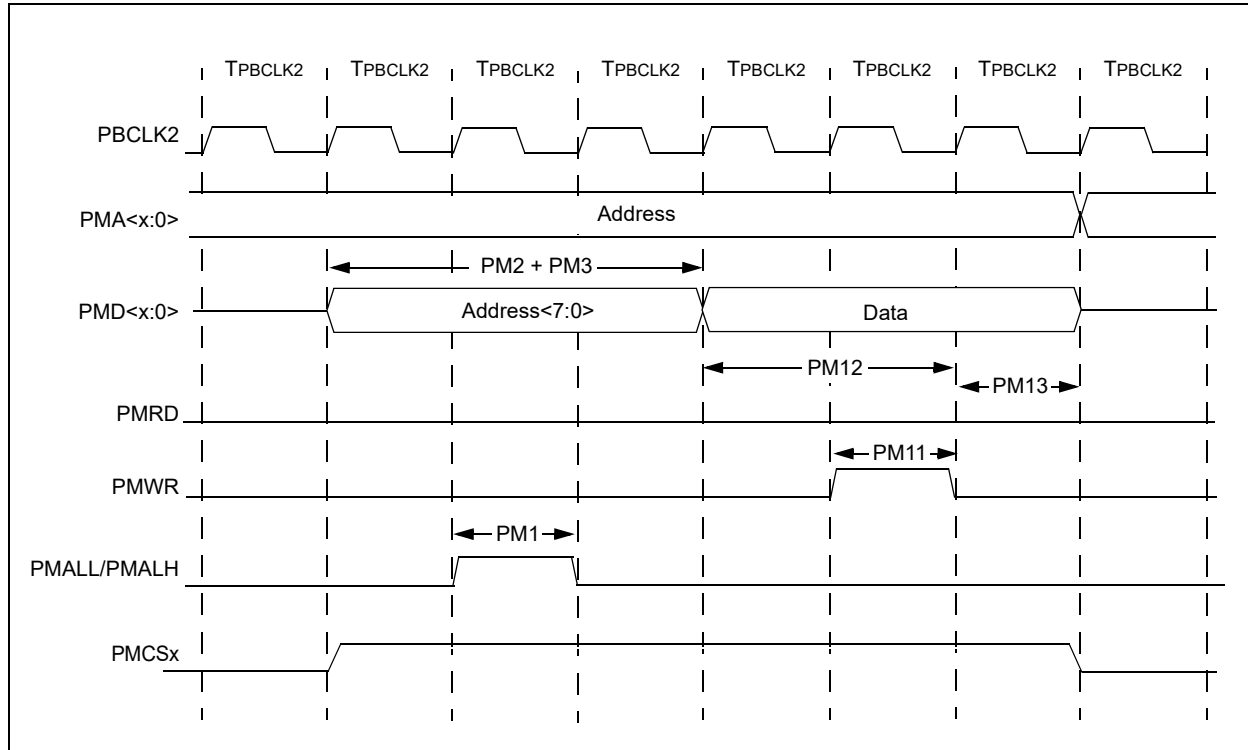 TPBCLK2 TPBCLK2 TPBCLK2 TPBCLK2 TPBCLK2 TPBCLK2 TPBCLK2 TPBCLK2
PBCLK2
PMA<x:0> Address
PM2 + PM3
PMD<x:0> Address<7:0> Data
PM12
PM13
PMRD
PM11
PMWR
PM1
PMALL/PMALH
PMCSx